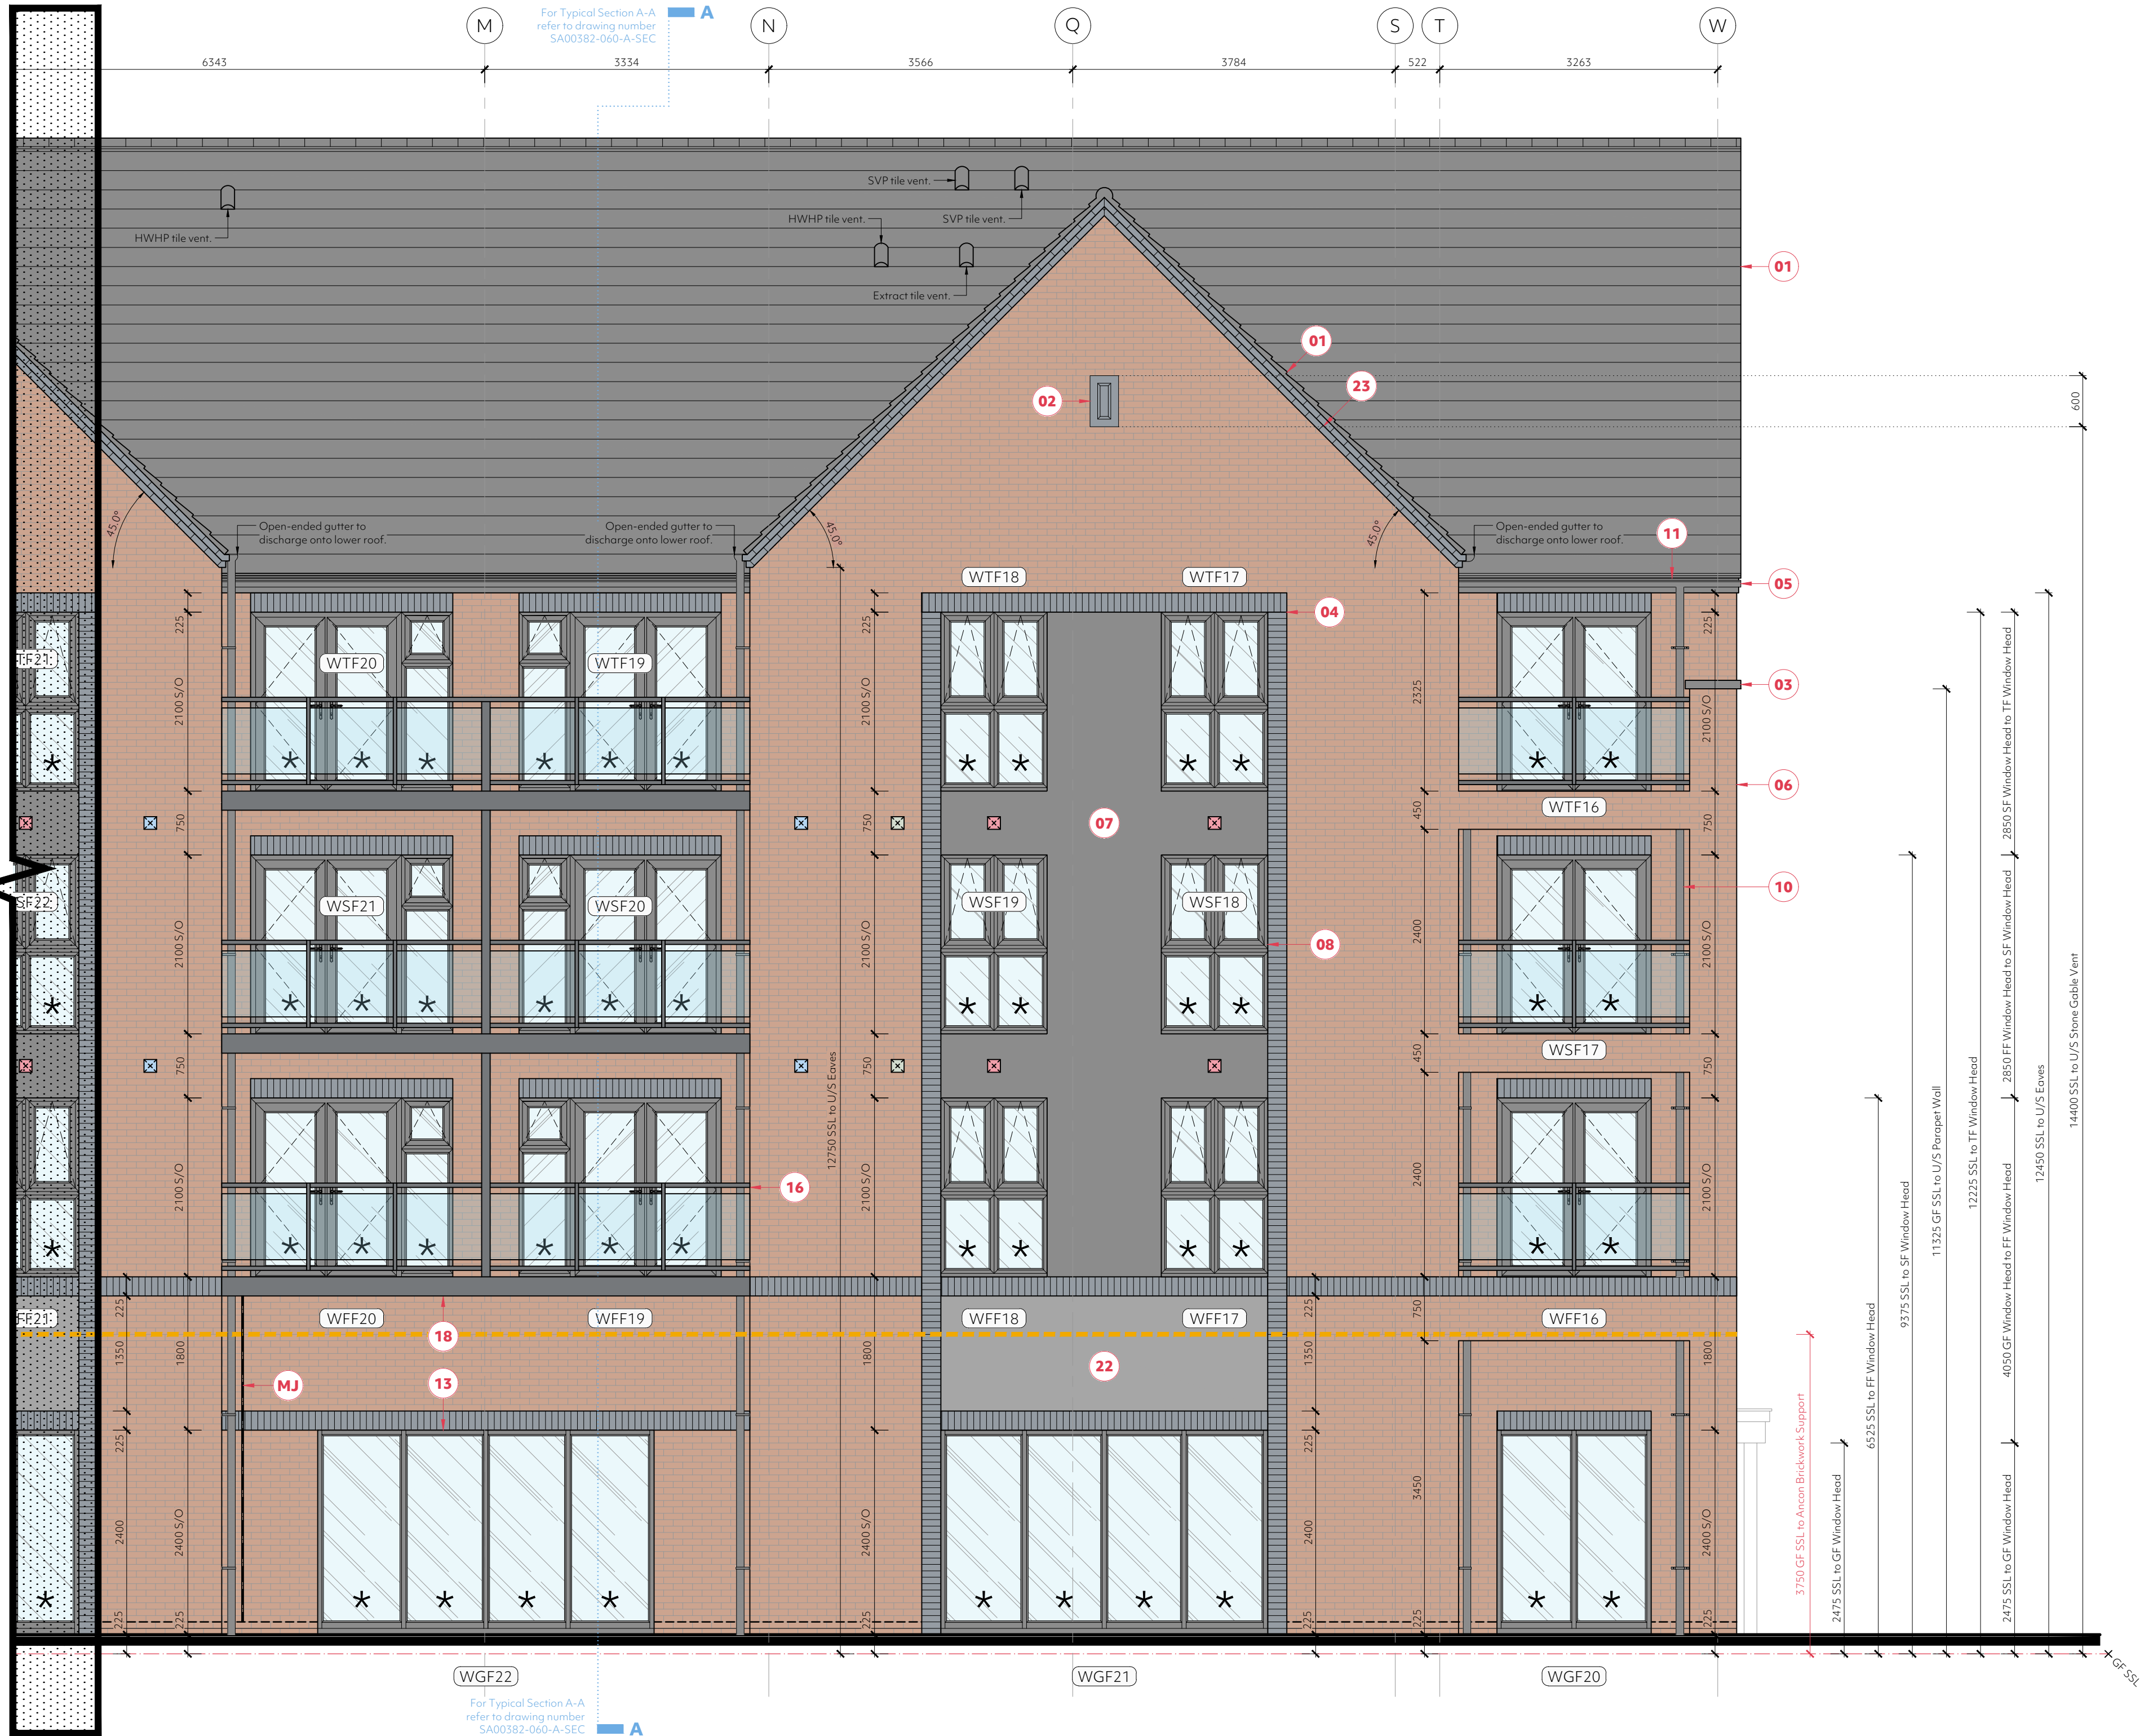 For Typical Section A-A
refer to drawing number
SA00382-060-A-SEC
A
M
N
Q
S
T
W
6343
3334
3566
3784
522
3263
SVP tile vent.
HWHP tile vent.
SVP tile vent.
HWHP tile vent.
Extract tile vent.
01
01
23
02
600
45.0°
Open-ended gutter to
discharge onto lower roof.
Open-ended gutter to
discharge onto lower roof.
45.0°
45.0°
Open-ended gutter to
discharge onto lower roof.
11
05
WTF18
WTF17
04
225
225
2325
225
TF21
WTF20
WTF19
03
2100 S/O
2100 S/O
2100 S/O
06
WTF16
750
750
07
450
750
10
SF22
WSF21
WSF20
WSF19
WSF18
08
2100 S/O
2100 S/O
2400
2100 S/O
WSF17
750
750
450
750
2100 S/O
2100 S/O
2400
2100 S/O
16
12750 SSL to U/S Eaves
FF21
WFF20
WFF19
WFF18
WFF17
WFF16
225
1350
1800
18
1800
225
1350
750
1800
22
13
MJ
225
2400
2400 S/O
225
225
2400 S/O
225
225
2400
225
3450
225
2400 S/O
225
3750 GF SSL to Ancon Brickwork Support
2475 SSL to GF Window Head
6525 SSL to FF Window Head
9375 SSL to SF Window Head
11325 GF SSL to U/S Parapet Wall
12225 SSL to TF Window Head
2850 SF Window Head to TF Window Head
2850 FF Window Head to SF Window Head
4050 GF Window Head to FF Window Head
2475 SSL to GF Window Head
12450 SSL to U/S Eaves
14400 SSL to U/S Stone Gable Vent
GF SSL
WGF22
WGF21
WGF20
For Typical Section A-A
refer to drawing number
SA00382-060-A-SEC
A